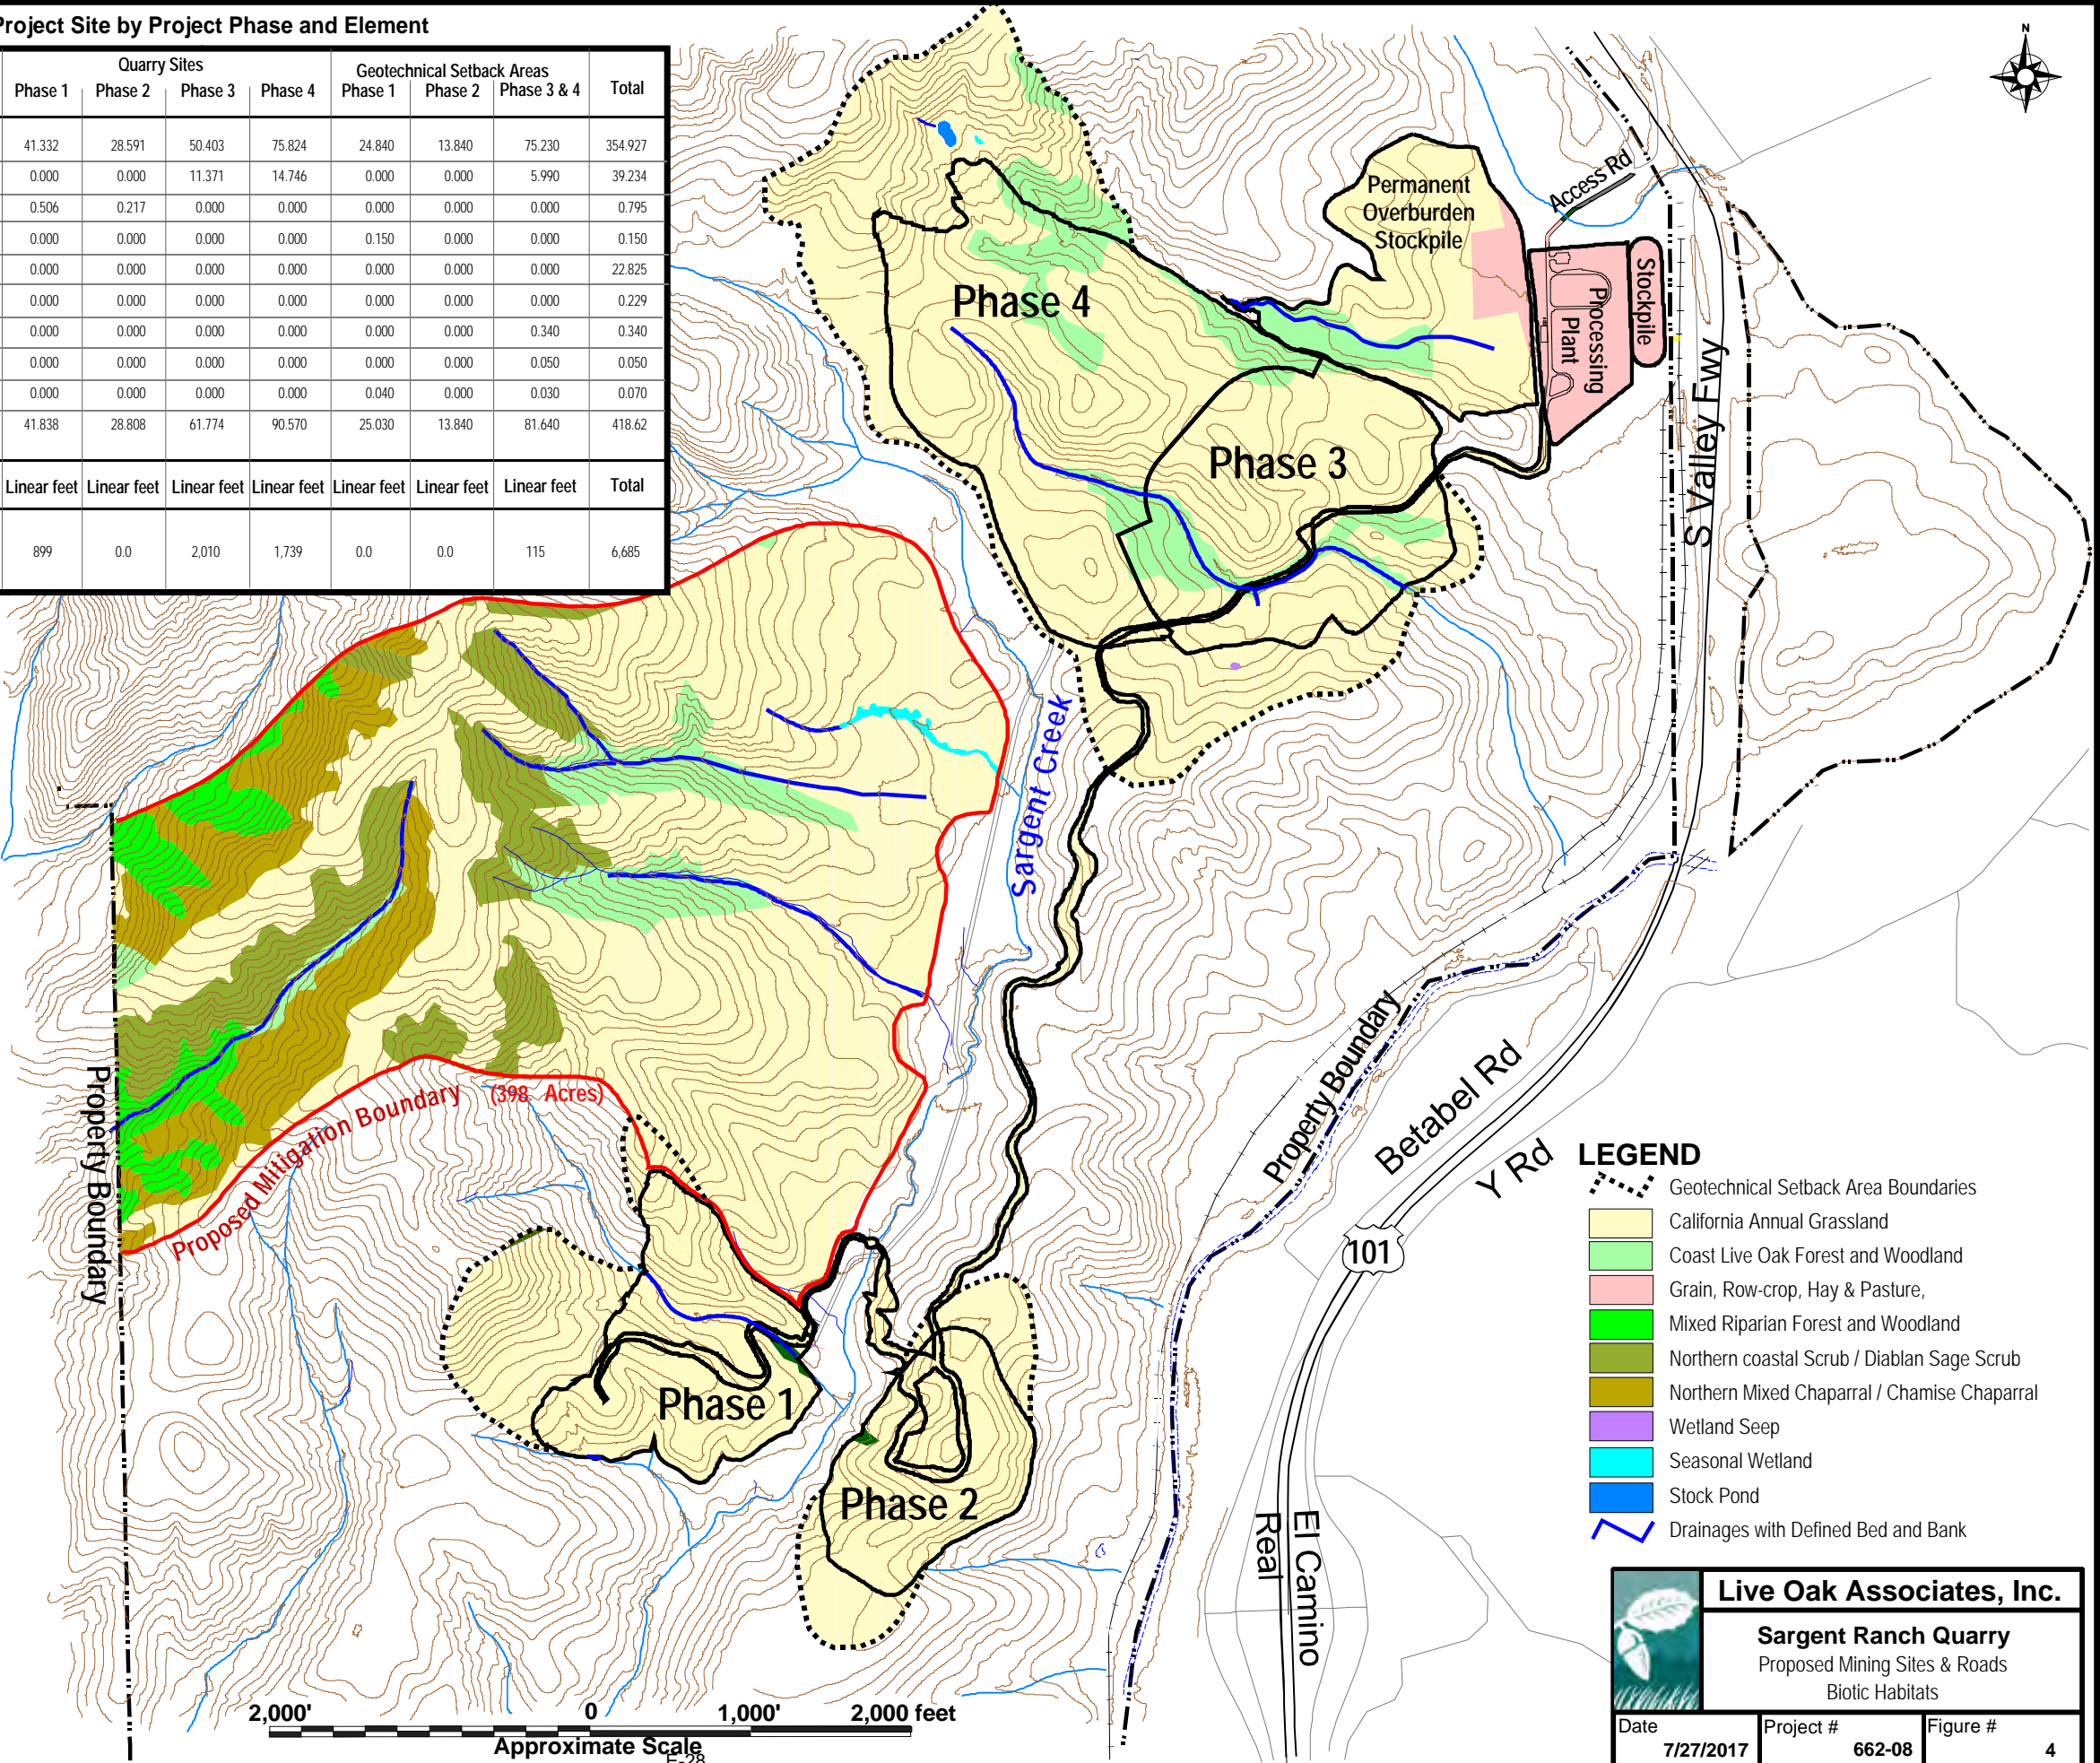 Project Site by Project Phase and Element
Quarry Sites Geotechnical Setback Areas
Phase 1 Phase 2 Phase 3 Phase 4 Phase 1 Phase 2 Phase 3 & 4 Total
41.332 28.591 50.403 75.824 24.840 13.840 75.230 354.927
0.000 0.000 11.371 14.746 0.000 0.000 5.990 39.234
0.506 0.217 0.000 0.000 0.000 0.000 0.000 0.795
0.000 0.000 0.000 0.000 0.150 0.000 0.000 0.150
0.000 0.000 0.000 0.000 0.000 0.000 0.000 22.825
0.000 0.000 0.000 0.000 0.000 0.000 0.000 0.229
0.000 0.000 0.000 0.000 0.000 0.000 0.340 0.340
0.000 0.000 0.000 0.000 0.000 0.000 0.050 0.050
0.000 0.000 0.000 0.000 0.040 0.000 0.030 0.070
41.838 28.808 61.774 90.570 25.030 13.840 81.640 418.62
Linear feet Linear feet Linear feet Linear feet Linear feet Linear feet Linear feet Total
899 0.0 2,010 1,739 0.0 0.0 115 6,685
N
Permanent
Overburden
Stockpile
Access Rd
Stockpile
Processing
Plant
Phase 4
Phase 3
S Valley Fwy
Sargent Creek
Property Boundary
Proposed Mitigation Boundary (398 Acres)
Property Boundary
Betabel Rd
Y Rd
101
Phase 1
Phase 2
El Camino
Real
LEGEND
Geotechnical Setback Area Boundaries
California Annual Grassland
Coast Live Oak Forest and Woodland
Grain, Row-crop, Hay & Pasture,
Mixed Riparian Forest and Woodland
Northern coastal Scrub / Diablan Sage Scrub
Northern Mixed Chaparral / Chamise Chaparral
Wetland Seep
Seasonal Wetland
Stock Pond
Drainages with Defined Bed and Bank
2,000' 0 1,000' 2,000 feet
Approximate Scale
E-28
Live Oak Associates, Inc.
Sargent Ranch Quarry
Proposed Mining Sites & Roads
Biotic Habitats
Date Project # Figure #
7/27/2017 662-08 4